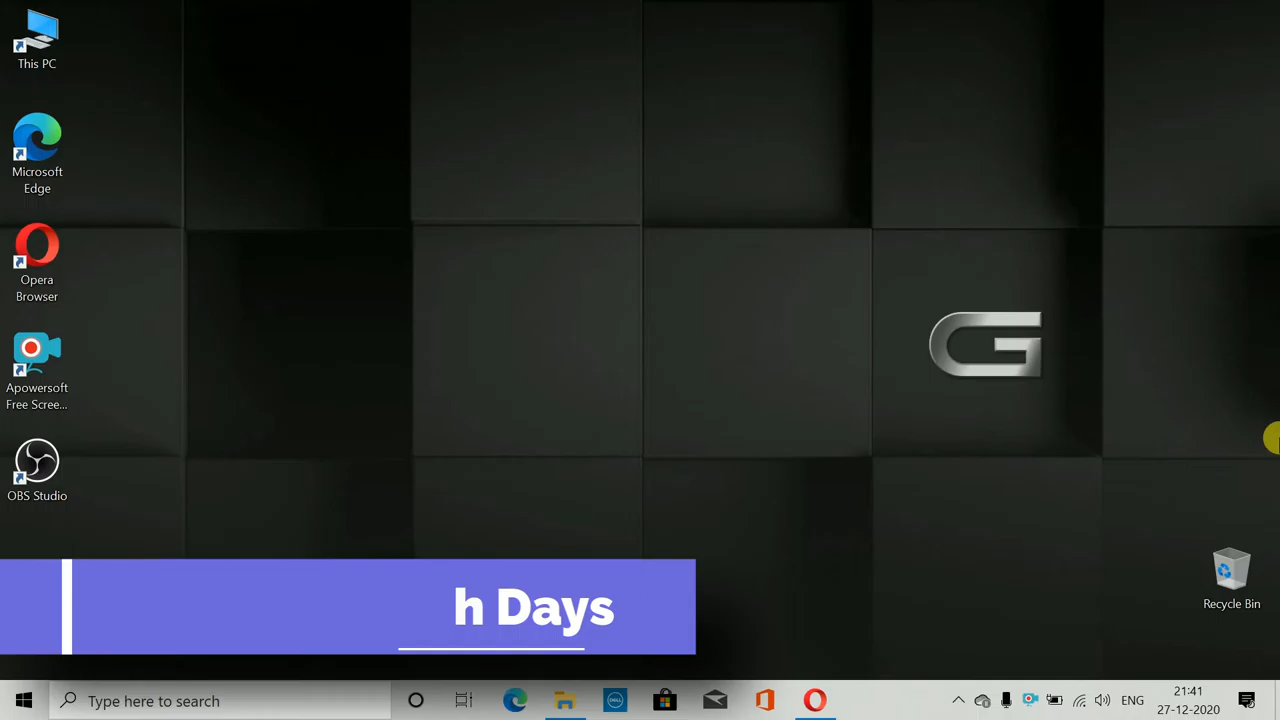 This PC
Microsoft
Edge
Opera
Browser
Apowersoft
Free Scree...
OBS Studio
G
Recycle Bin
h Days
Type here to search
DELL
ENG
21:41
27-12-2020